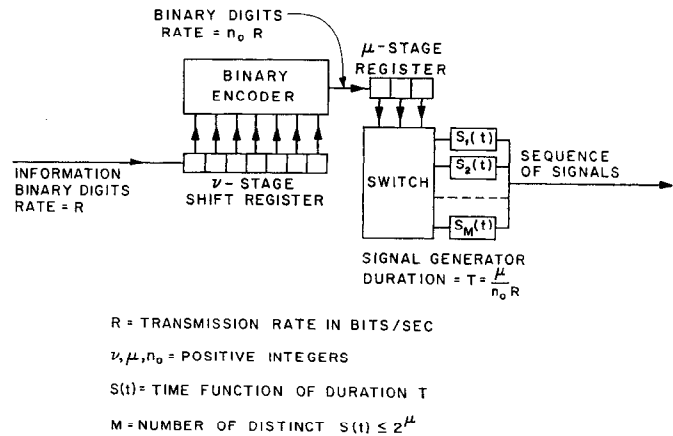 BINARY DIGITS
RATE = n₀ R
μ-STAGE
REGISTER
BINARY
ENCODER
INFORMATION
BINARY DIGITS
RATE = R
ν-STAGE
SHIFT REGISTER
SWITCH
S₁(t)
S₂(t)
S_M(t)
SEQUENCE
OF SIGNALS
SIGNAL GENERATOR
DURATION = T = μ/n₀ R
R = TRANSMISSION RATE IN BITS/SEC
ν, μ, n₀ = POSITIVE INTEGERS
S(t) = TIME FUNCTION OF DURATION T
M = NUMBER OF DISTINCT S(t) ≤ 2^μ